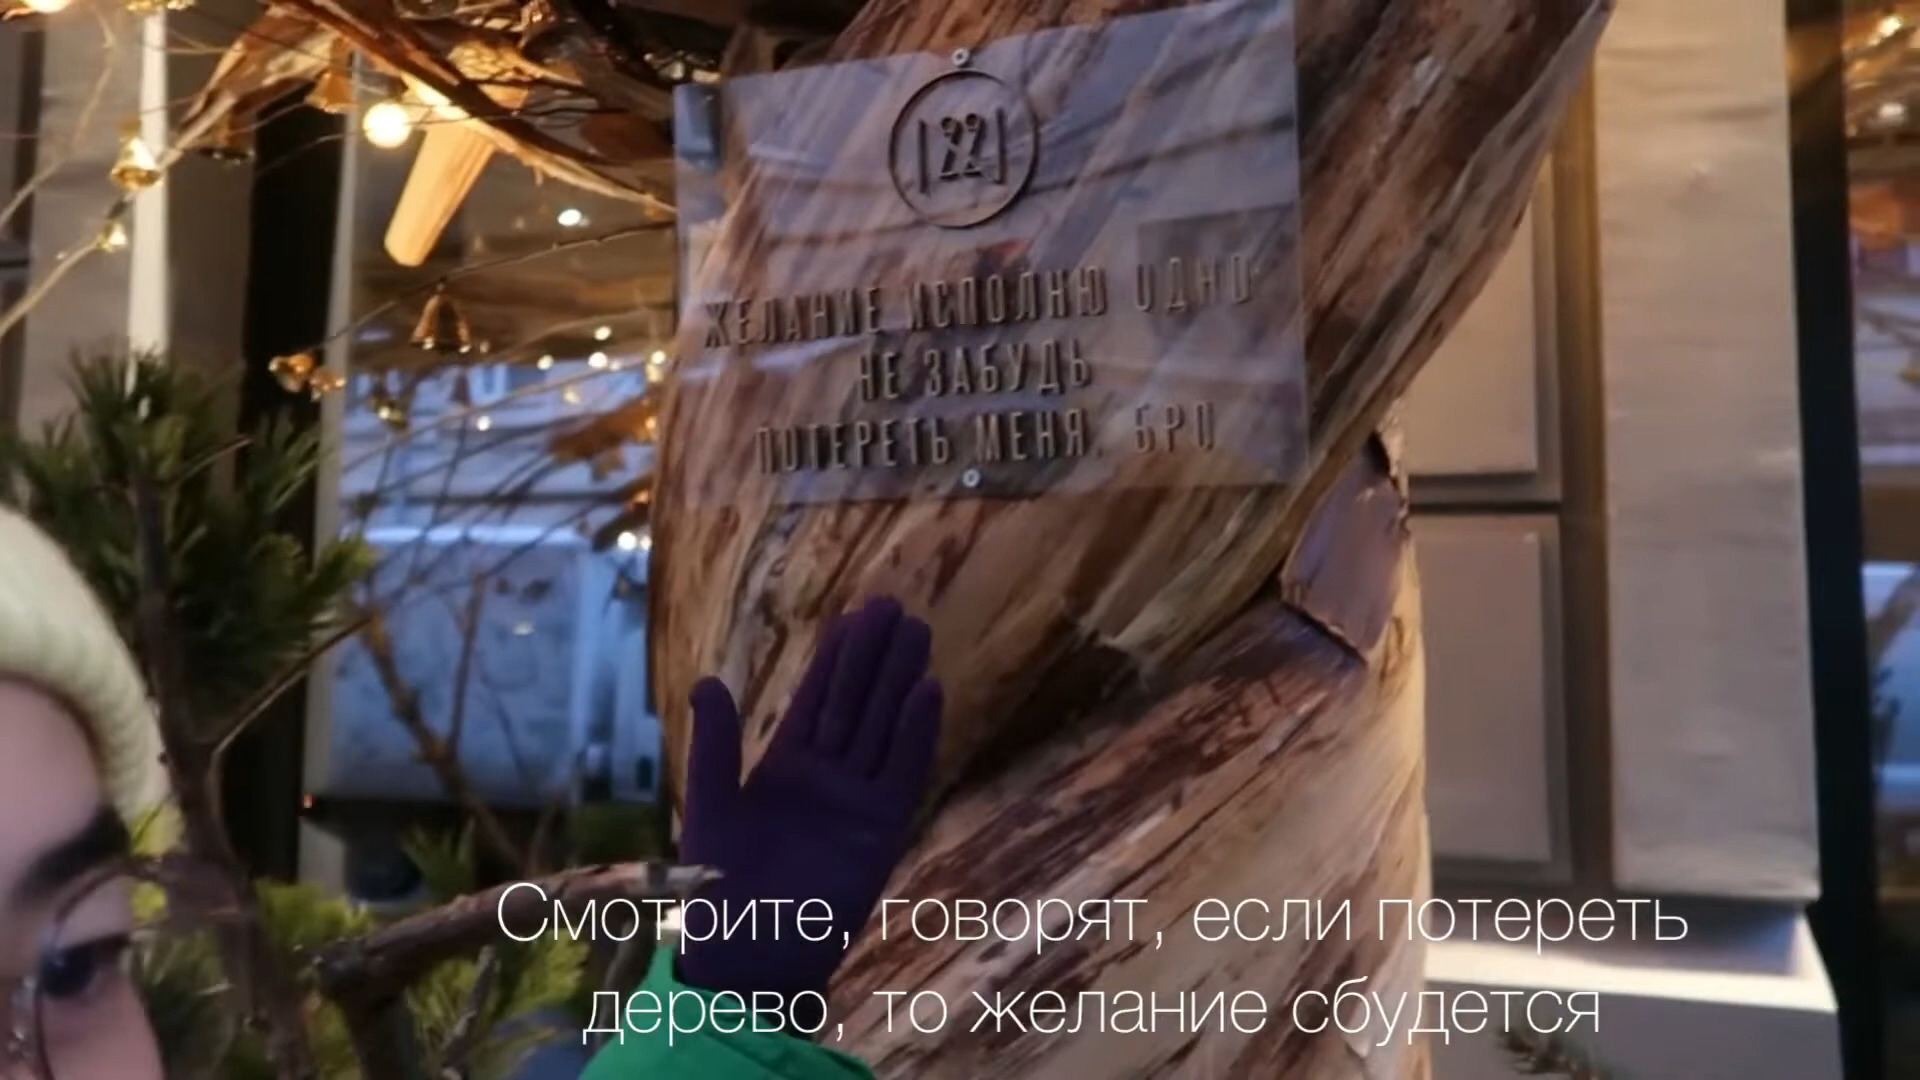 |22|
ЖЕЛАНИЕ ИСПОЛНЮ ОДНО
НЕ ЗАБУДЬ
ПОТЕРЕТЬ МЕНЯ, БРО
Смотрите, говорят, если потереть
дерево, то желание сбудется